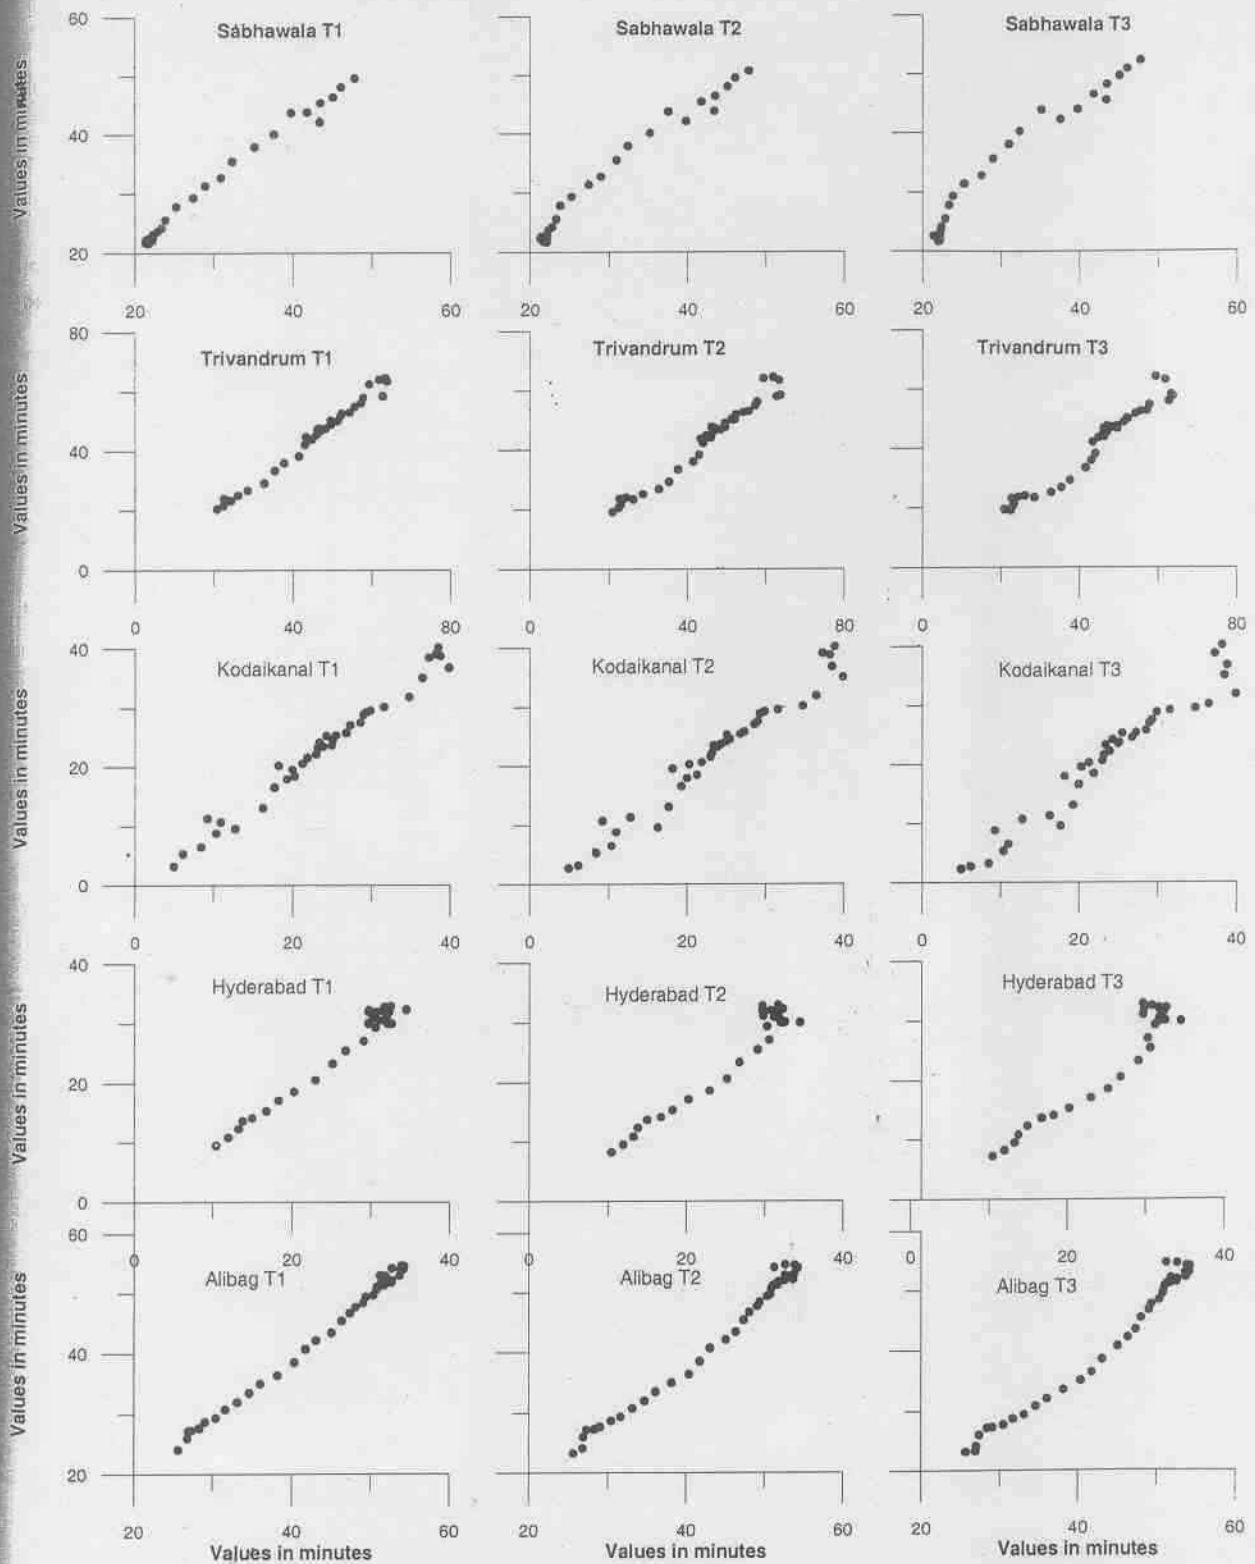 60
Sabhawala T1
Sabhawala T2
Sabhawala T3
Values in minutes
40
20
20 40 60
20 40 60
20 40 60
80
Trivandrum T1
Trivandrum T2
Trivandrum T3
Values in minutes
40
0
0 40 80
0 40 80
0 40 80
40
Kodaikanal T1
Kodaikanal T2
Kodaikanal T3
Values in minutes
20
0
0 20 40
0 20 40
0 20 40
40
Hyderabad T1
Hyderabad T2
Hyderabad T3
Values in minutes
20
0
0 20 40
0 20 40
0 20 40
60
Alibag T1
Alibag T2
Alibag T3
Values in minutes
40
20
20 40 60
20 40 60
20 40 60
Values in minutes
Values in minutes
Values in minutes